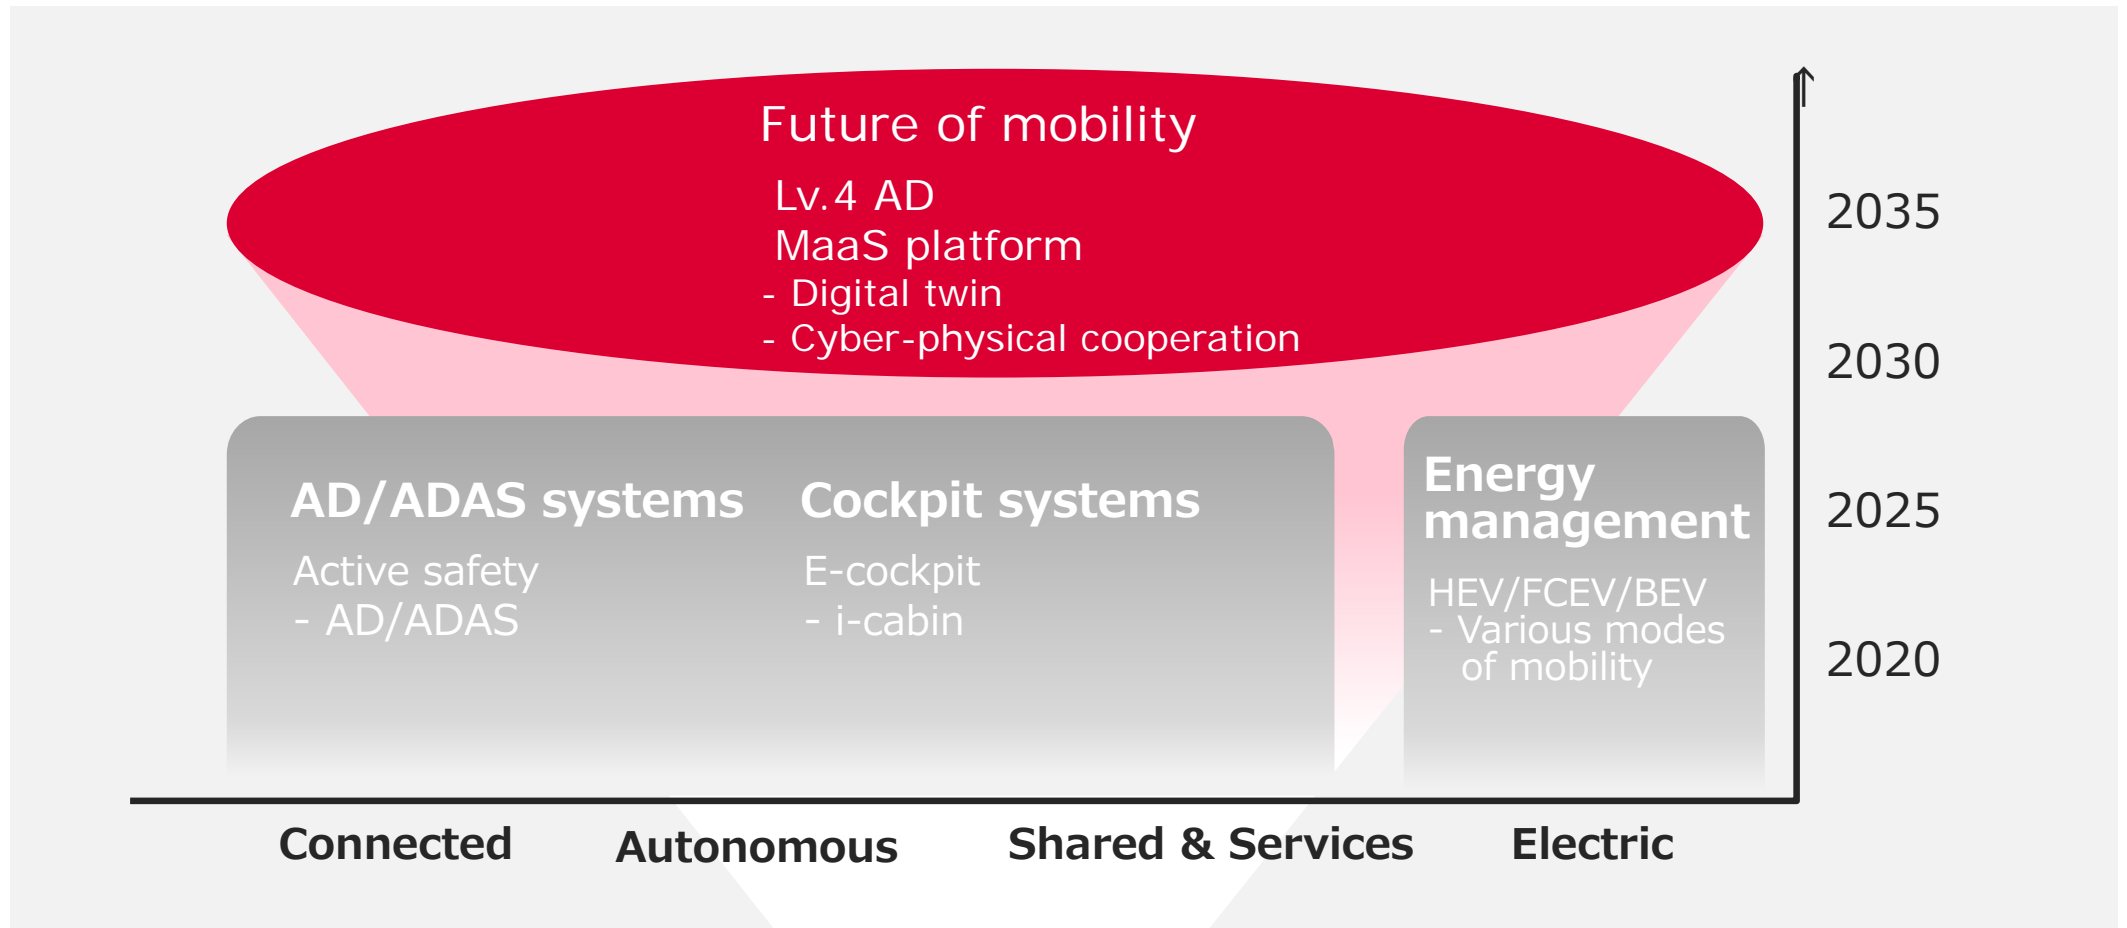 Future of mobility
Lv.4 AD
MaaS platform
- Digital twin
- Cyber-physical cooperation
AD/ADAS systems
Active safety
- AD/ADAS
Cockpit systems
E-cockpit
- i-cabin
Energy
management
HEV/FCEV/BEV
- Various modes
of mobility
↑
2035
2030
2025
2020
Connected
Autonomous
Shared & Services
Electric